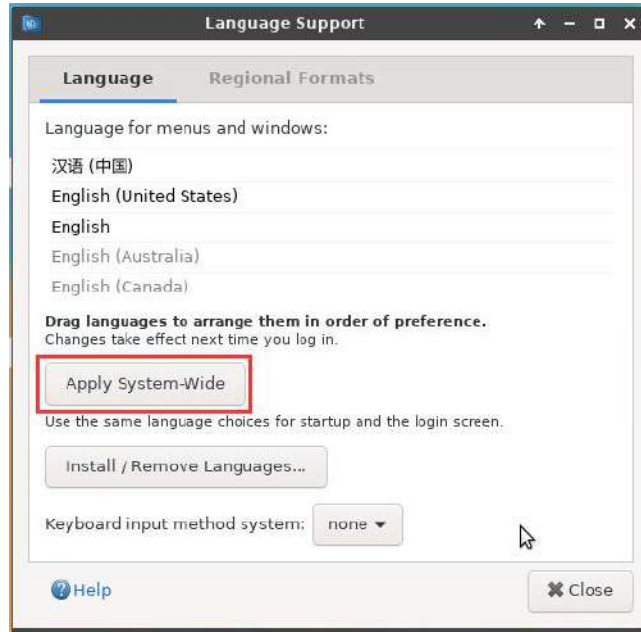 Language Support
Language Regional Formats
Language for menus and windows:
汉语 (中国)
English (United States)
English
English (Australia)
English (Canada)
Drag languages to arrange them in order of preference.
Changes take effect next time you log in.
Apply System-Wide
Use the same language choices for startup and the login screen.
Install / Remove Languages...
Keyboard input method system: none
Help Close